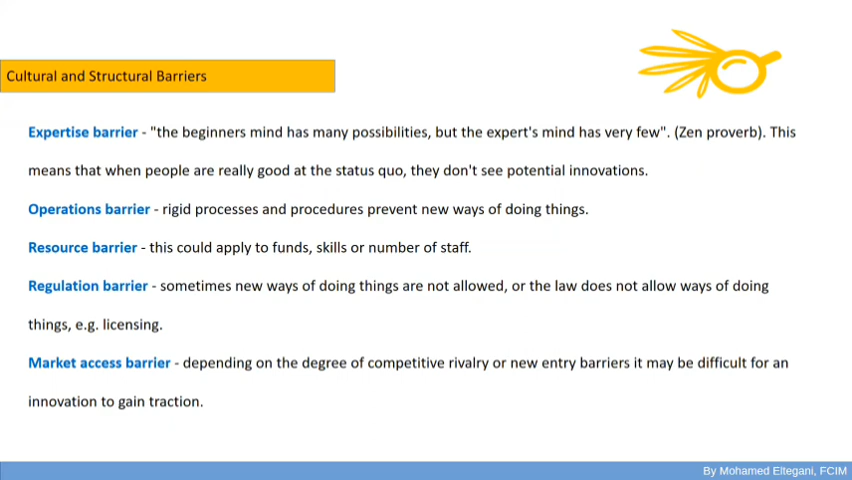 Cultural and Structural Barriers
Expertise barrier - "the beginners mind has many possibilities, but the expert's mind has very few". (Zen proverb). This
means that when people are really good at the status quo, they don't see potential innovations.
Operations barrier - rigid processes and procedures prevent new ways of doing things.
Resource barrier - this could apply to funds, skills or number of staff.
Regulation barrier - sometimes new ways of doing things are not allowed, or the law does not allow ways of doing
things, e.g. licensing.
Market access barrier - depending on the degree of competitive rivalry or new entry barriers it may be difficult for an
innovation to gain traction.
By Mohamed Eltegani, FCIM